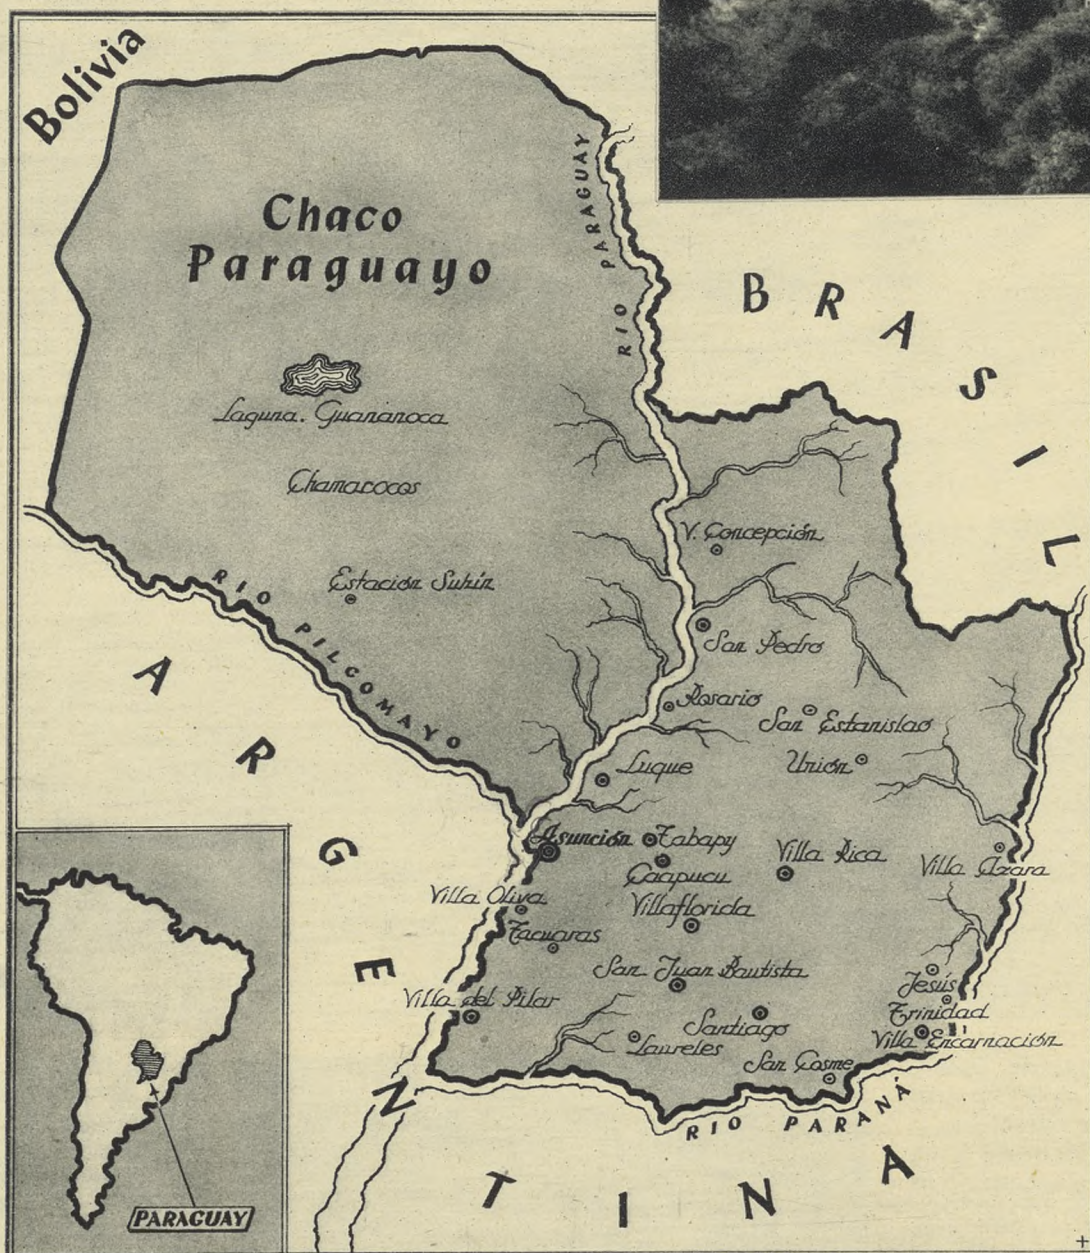 Bolivia
Chaco
Paraguayo
RIO PARAGUAY
BRASIL
Laguna. Guananoca
Chamacocos
V. Concepción
Estación Suhín
RIO PILCOMAYO
San Pedro
Rosario
San Estanislao
Luque
Unión
Asunción
Tabapy
Caapucu
Villa Rica
Villa Azara
Villa Oliva
Villaflorida
Tacuaras
San Juan Bautista
Jesús
Villa del Pilar
Trinidad
Santiago
Villa Encarnación
Laureles
San Cosme
RIO PARANÁ
ARGENTINA
PARAGUAY